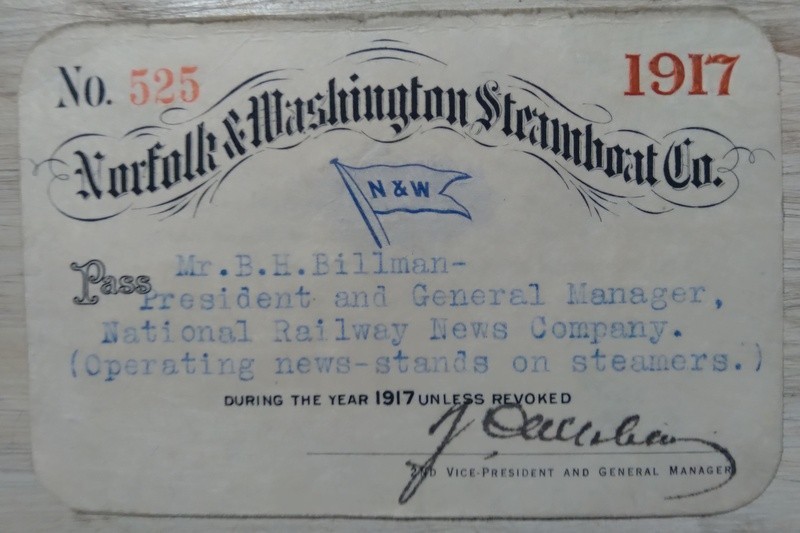 No. 525
1917
Norfolk & Washington Steamboat Co.
N & W
Pass Mr.B.H.Billman-
President and General Manager,
National Railway News Company.
(Operating news-stands on steamers.)
DURING THE YEAR 1917 UNLESS REVOKED
2ND VICE-PRESIDENT AND GENERAL MANAGER